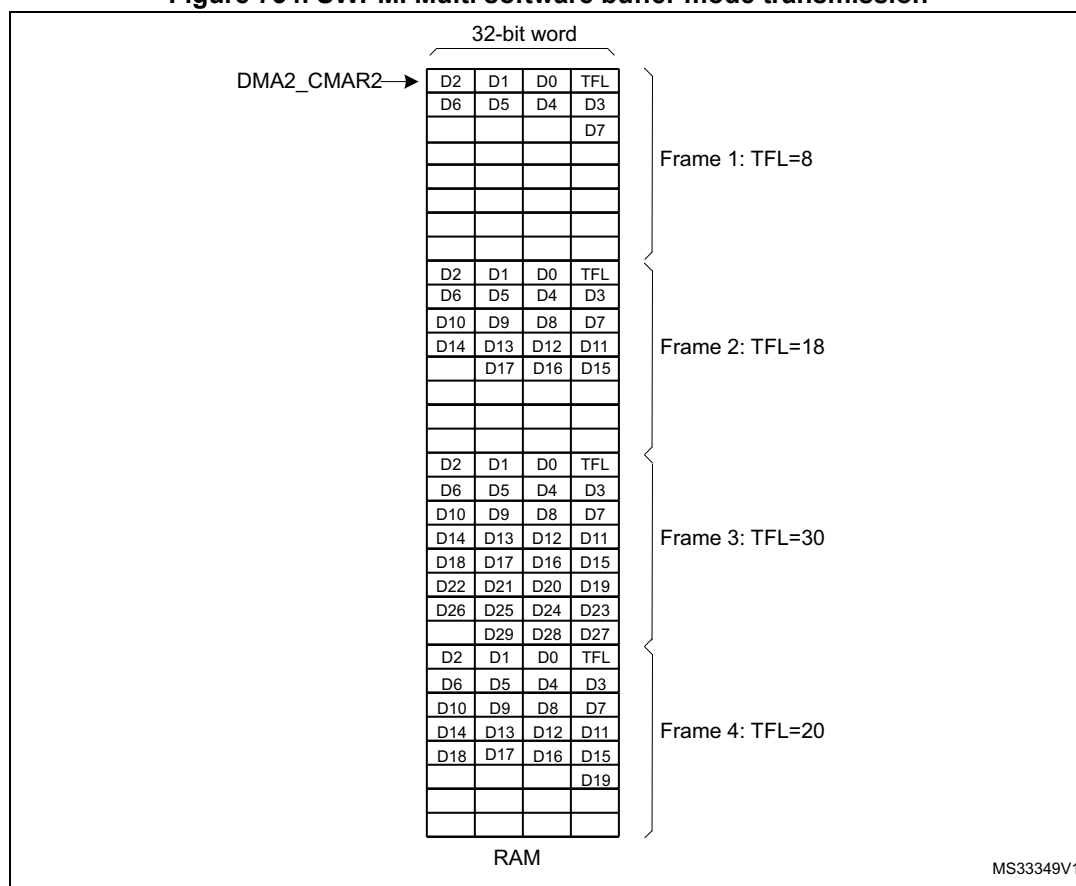 Figure SWPMI Multi software buffer mode transmission
32-bit word
DMA2_CMAR2
D2 D1 D0 TFL
D6 D5 D4 D3
D7
Frame 1: TFL=8
D2 D1 D0 TFL
D6 D5 D4 D3
D10 D9 D8 D7
D14 D13 D12 D11
Frame 2: TFL=18
D17 D16 D15
D2 D1 D0 TFL
D6 D5 D4 D3
D10 D9 D8 D7
D14 D13 D12 D11
Frame 3: TFL=30
D18 D17 D16 D15
D22 D21 D20 D19
D26 D25 D24 D23
D29 D28 D27
D2 D1 D0 TFL
D6 D5 D4 D3
D10 D9 D8 D7
D14 D13 D12 D11
Frame 4: TFL=20
D18 D17 D16 D15
D19
RAM
MS33349V1